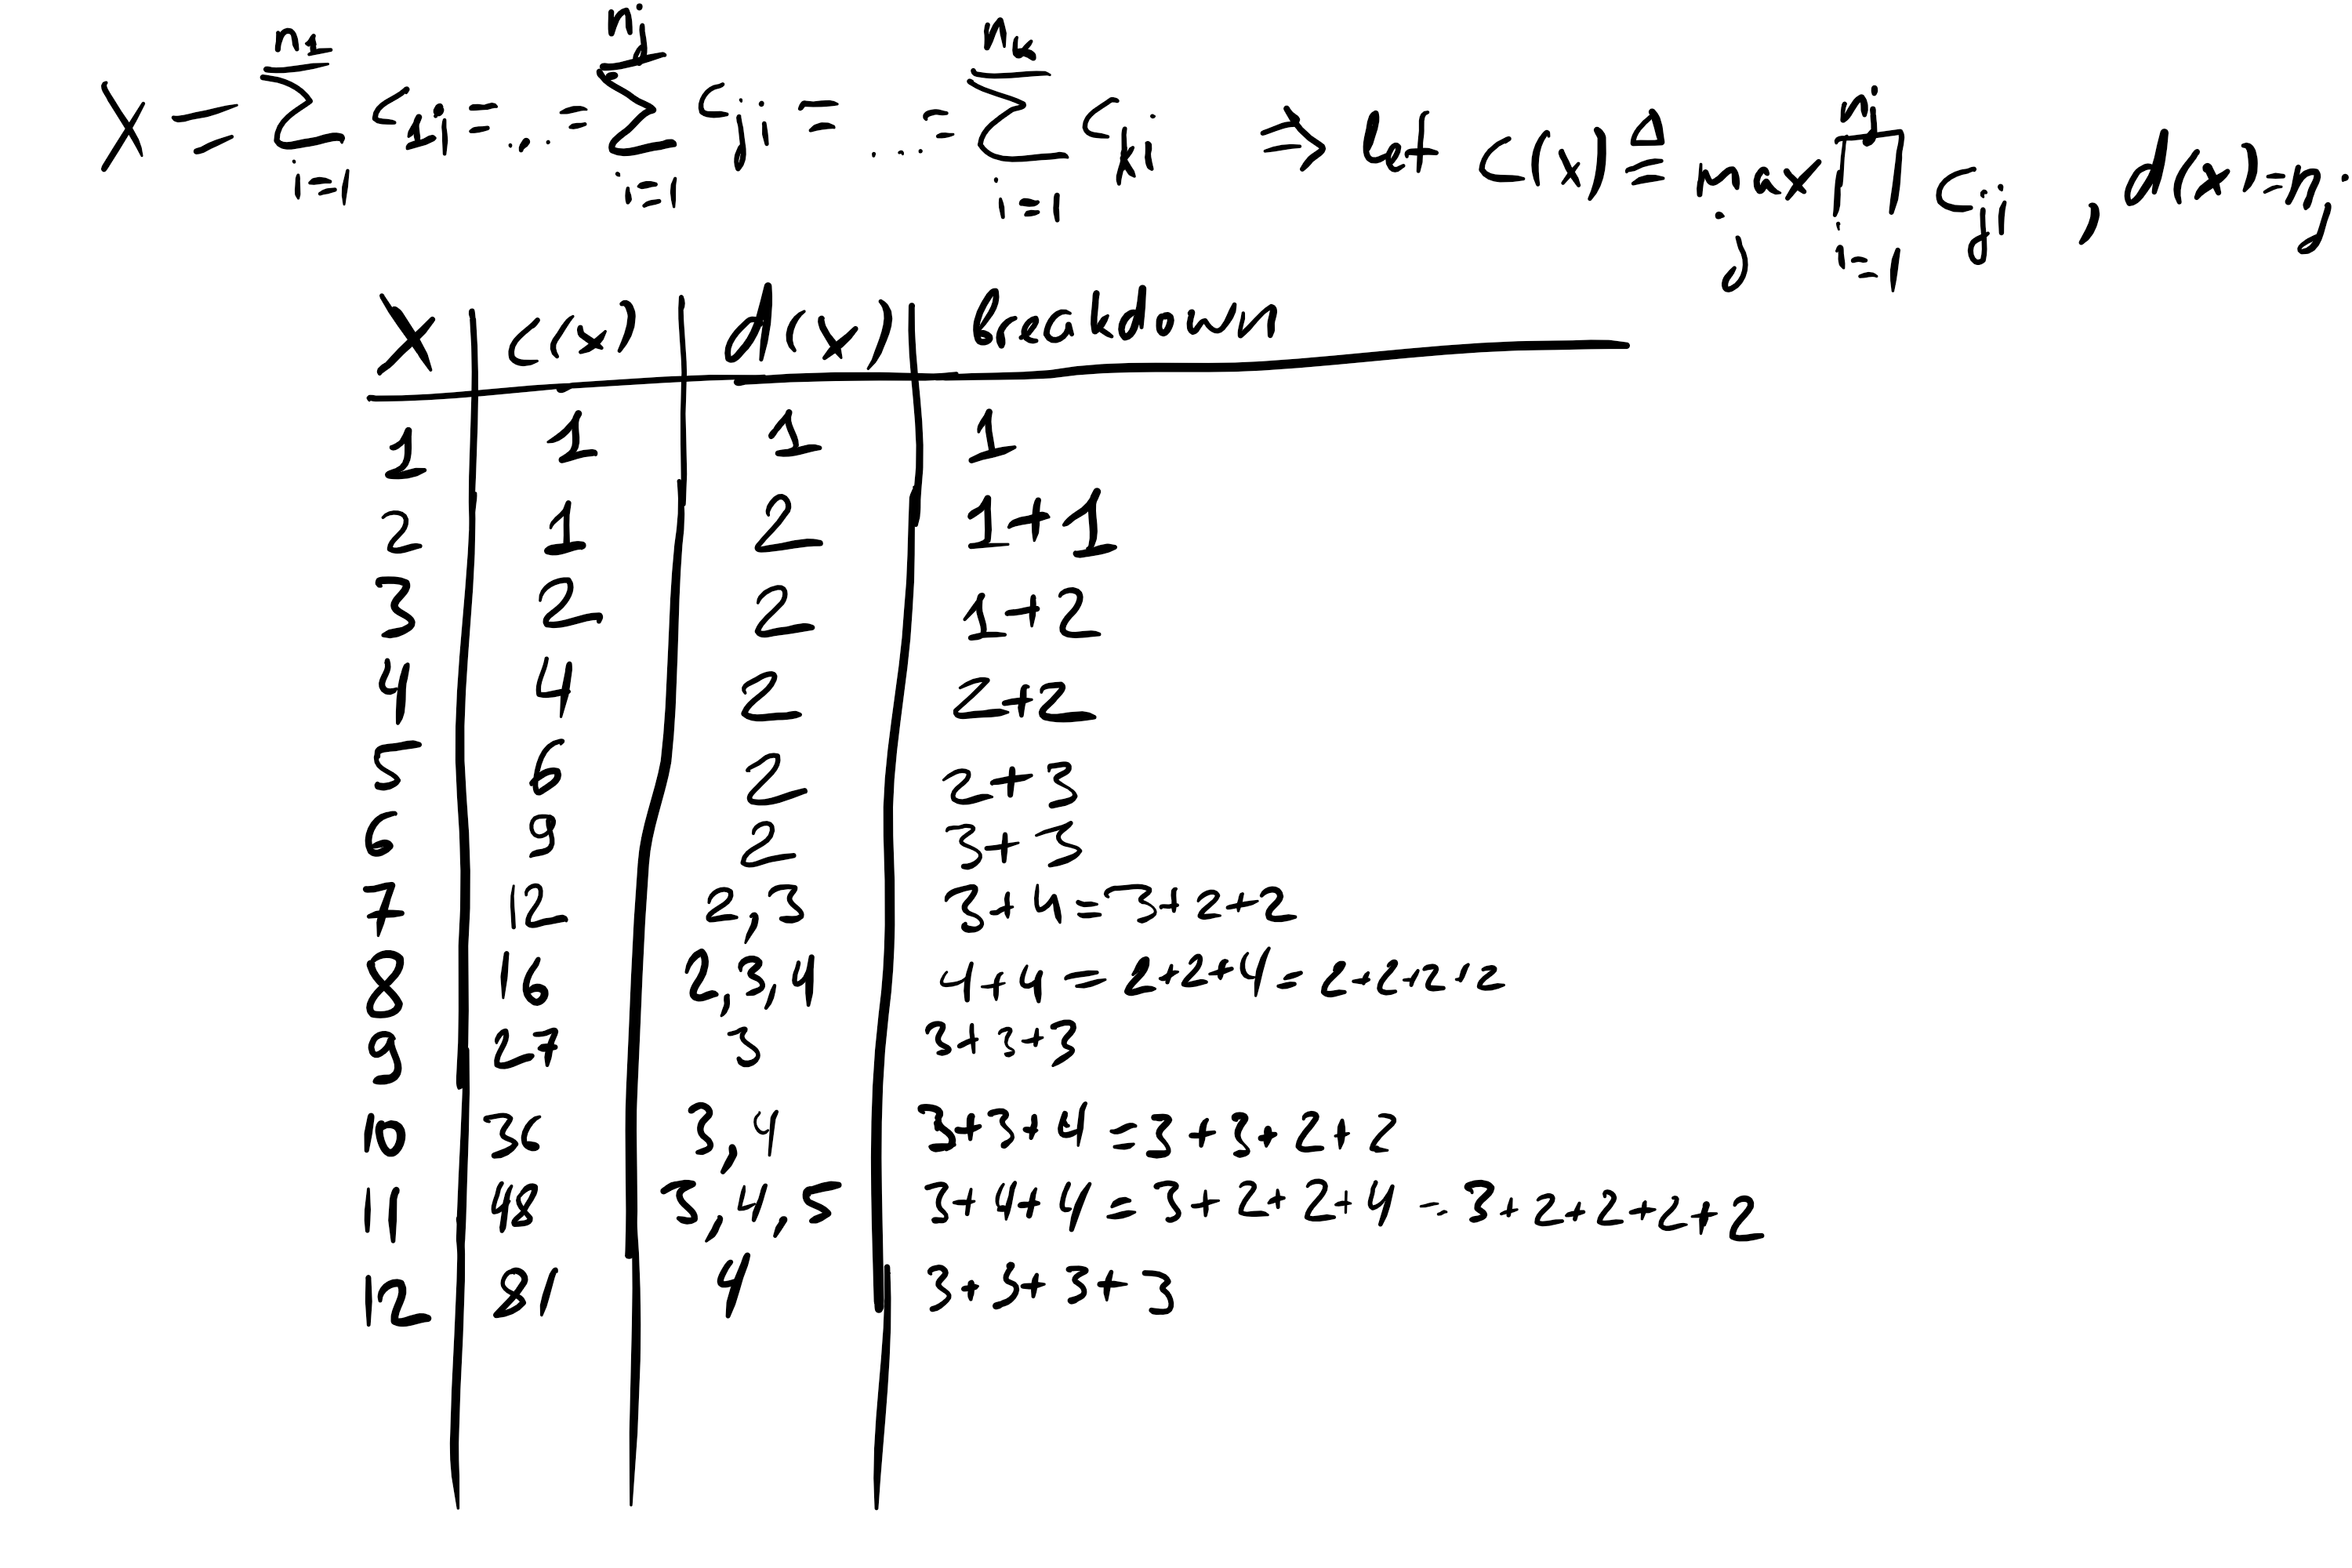 X = \sum_{i=1}^{n_1} c_{1i} = ... = \sum_{i=1}^{n_j} c_{ji} = ... = \sum_{i=1}^{n_k} c_{ki} => let c(x) ≜ max_j \prod_{i=1}^{n_j} c_{ji} , d(x)=n_j
X | c(x) | d(x) | Breakdown
1 | 1 | 1 | 1
2 | 1 | 2 | 1+1
3 | 2 | 2 | 1+2
4 | 4 | 2 | 2+2
5 | 6 | 2 | 2+3
6 | 9 | 2 | 3+3
7 | 12 | 2,3 | 3+4=3+2+2
8 | 16 | 2,3,4 | 4+4=2+2+4=2+2+2+2
9 | 27 | 3 | 3+3+3
10 | 36 | 3,4 | 3+3+4=3+3+2+2
11 | 48 | 3,4,5 | 3+4+4=3+2+2+4=3+2+2+2+2
12 | 81 | 4 | 3+3+3+3